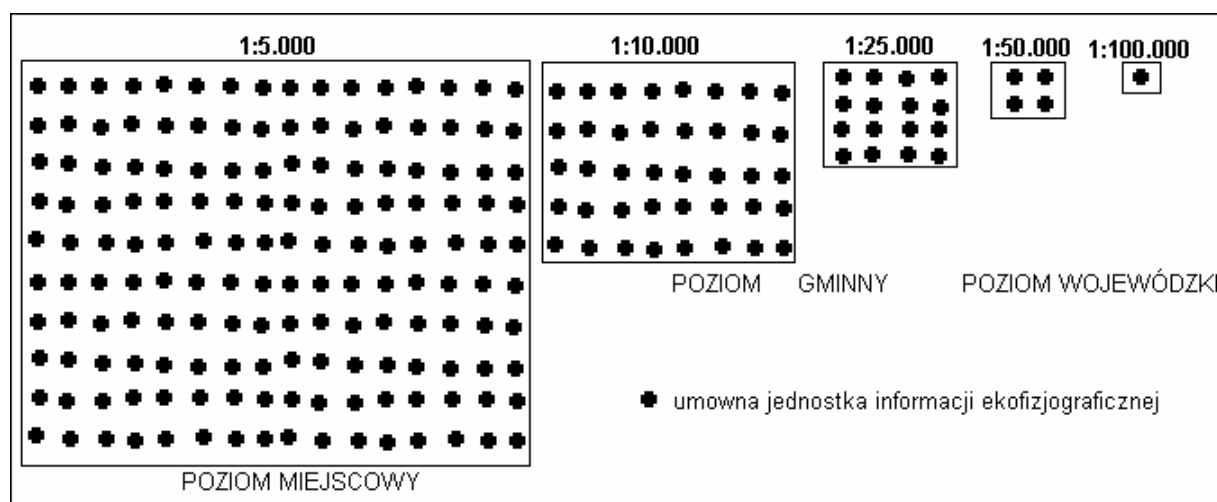 1:5.000
1:10.000
1:25.000
1:50.000
1:100.000
POZIOM GMINNY
POZIOM WOJEWÓDZKI
umowna jednostka informacji ekofizjograficznej
POZIOM MIEJSCOWY